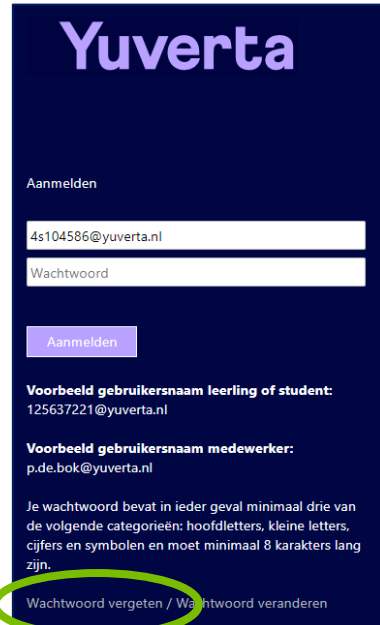 Yuverta
Aanmelden
4s104586@yuverta.nl
Wachtwoord
Aanmelden
Voorbeeld gebruikersnaam leerling of student:
125637221@yuverta.nl
Voorbeeld gebruikersnaam medewerker:
p.de.bok@yuverta.nl
Je wachtwoord bevat in ieder geval minimaal drie van
de volgende categorieën: hoofdletters, kleine letters,
cijfers en symbolen en moet minimaal 8 karakters lang
zijn.
Wachtwoord vergeten / Wachtwoord veranderen